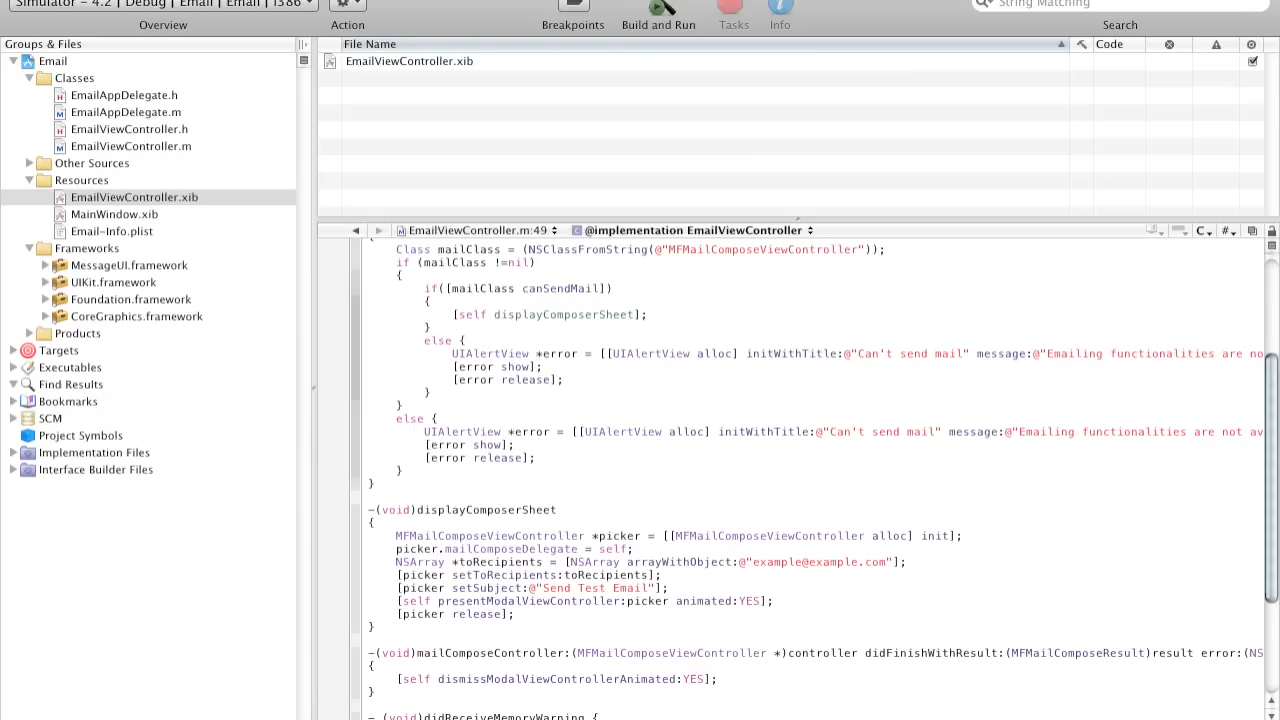 Simulator - 4.2 | Debug | Email | Email | i386
String Matching
Overview
Action
Breakpoints
Build and Run
Tasks
Info
Search
Groups & Files
Email
Classes
EmailAppDelegate.h
EmailAppDelegate.m
EmailViewController.h
EmailViewController.m
Other Sources
Resources
EmailViewController.xib
MainWindow.xib
Email-Info.plist
Frameworks
MessageUI.framework
UIKit.framework
Foundation.framework
CoreGraphics.framework
Products
Targets
Executables
Find Results
Bookmarks
SCM
Project Symbols
Implementation Files
Interface Builder Files
File Name
Code
EmailViewController.xib
EmailViewController.m:49
@implementation EmailViewController
C
#
{
Class mailClass = (NSClassFromString(@"MFMailComposeViewController"));
if (mailClass !=nil)
{
if([mailClass canSendMail])
{
[self displayComposerSheet];
}
else {
UIAlertView *error = [[UIAlertView alloc] initWithTitle:@"Can't send mail" message:@"Emailing functionalities are no
[error show];
[error release];
}
}
else {
UIAlertView *error = [[UIAlertView alloc] initWithTitle:@"Can't send mail" message:@"Emailing functionalities are not av
[error show];
[error release];
}
}
-(void)displayComposerSheet
{
MFMailComposeViewController *picker = [[MFMailComposeViewController alloc] init];
picker.mailComposeDelegate = self;
NSArray *toRecipients = [NSArray arrayWithObject:@"example@example.com"];
[picker setToRecipients:toRecipients];
[picker setSubject:@"Send Test Email"];
[self presentModalViewController:picker animated:YES];
[picker release];
}
-(void)mailComposeController:(MFMailComposeViewController *)controller didFinishWithResult:(MFMailComposeResult)result error:(NS
{
[self dismissModalViewControllerAnimated:YES];
}
- (void)didReceiveMemoryWarning {